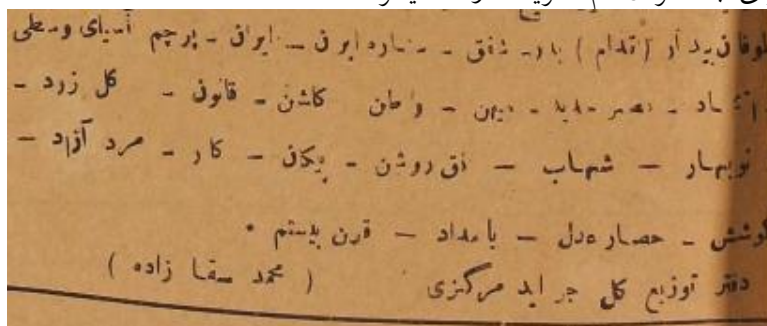 طوفان بیدار (اقدام) بار- شفق - ستاره ایران - ایران - پرچم آسیای وسطی
اتحاد - عصر جدید - میهن - وطن گلشن - قانون - گل زرد -
نوبهار - شهاب - افق روشن - پیکان - کار - مرد آزاد -
کوشش - حصار عدل - بامداد - قرن بیستم •
دفتر توزیع کل جراید مرکزی (محمد سقا زاده)